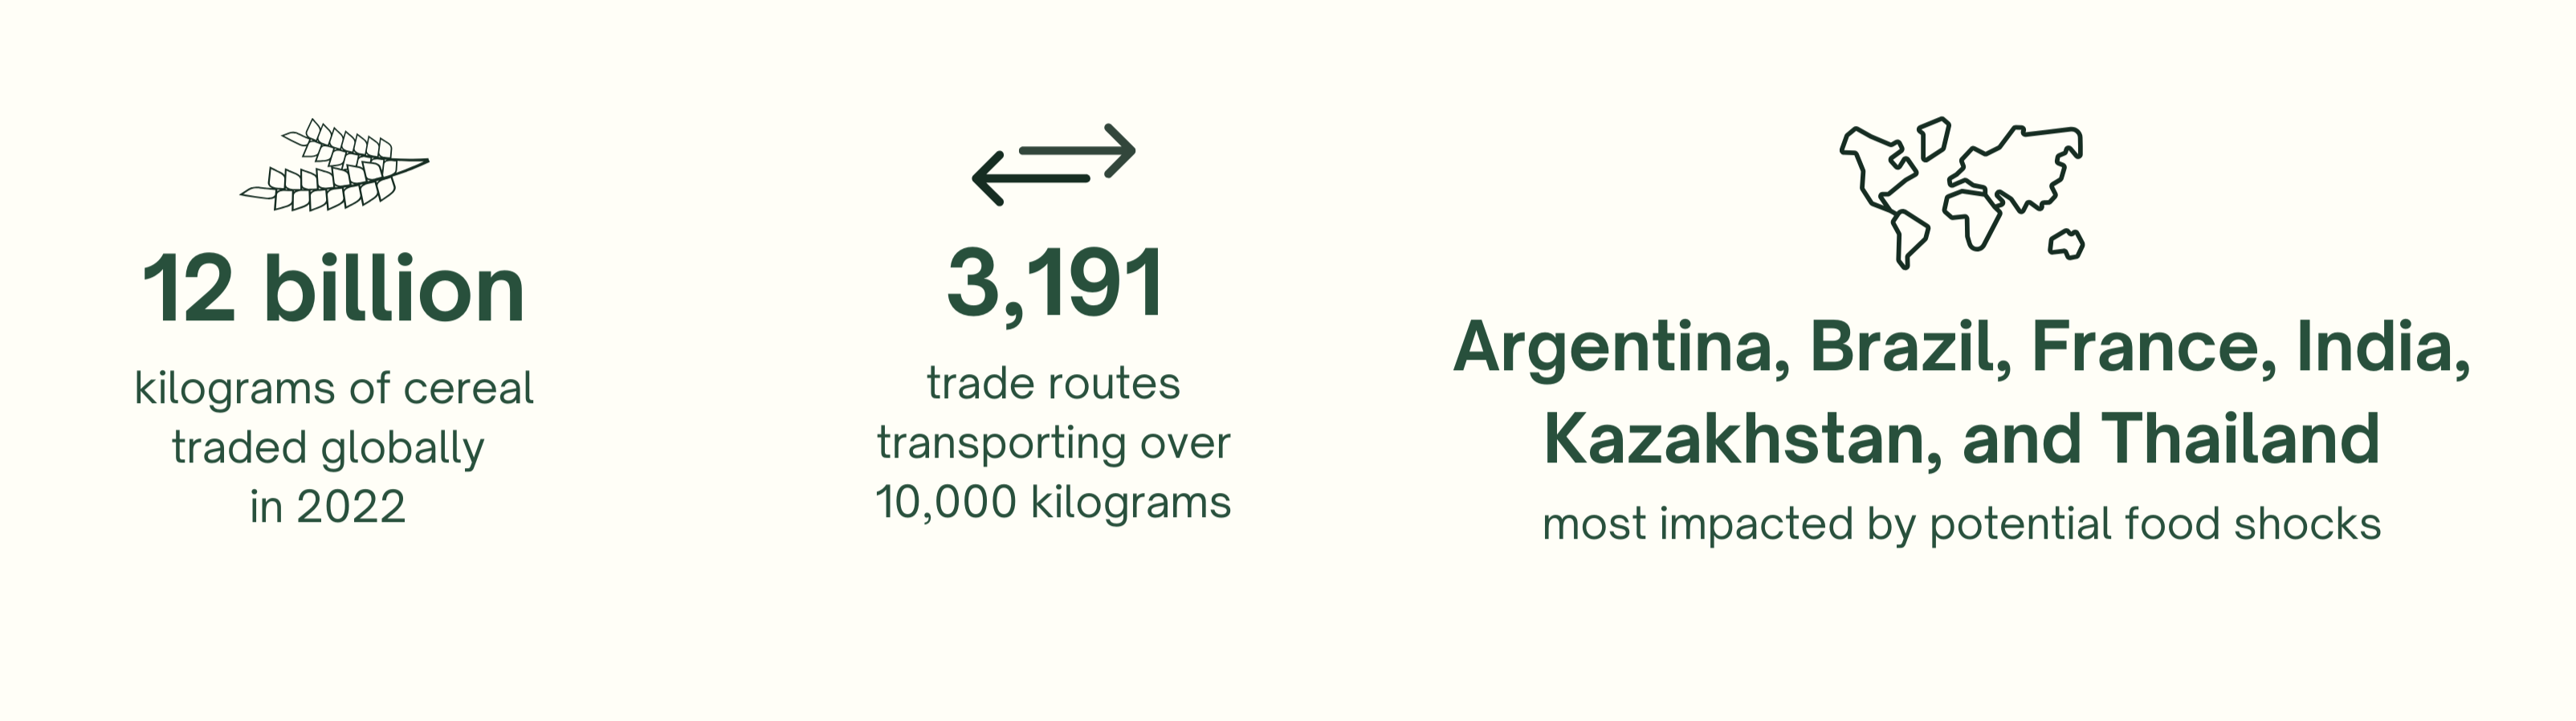 12 billion
kilograms of cereal
traded globally
in 2022
3,191
trade routes
transporting over
10,000 kilograms
Argentina, Brazil, France, India,
Kazakhstan, and Thailand
most impacted by potential food shocks